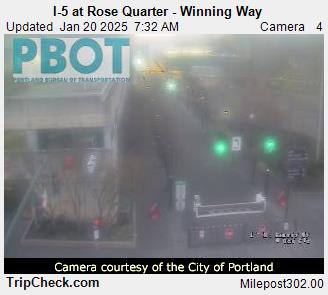 I-5 at Rose Quarter - Winning Way
Updated Jan 20 2025 7:32 AM Camera 4
PBOT
PORTLAND BUREAU OF TRANSPORTATION
Camera courtesy of the City of Portland
TripCheck.com Milepost302.00